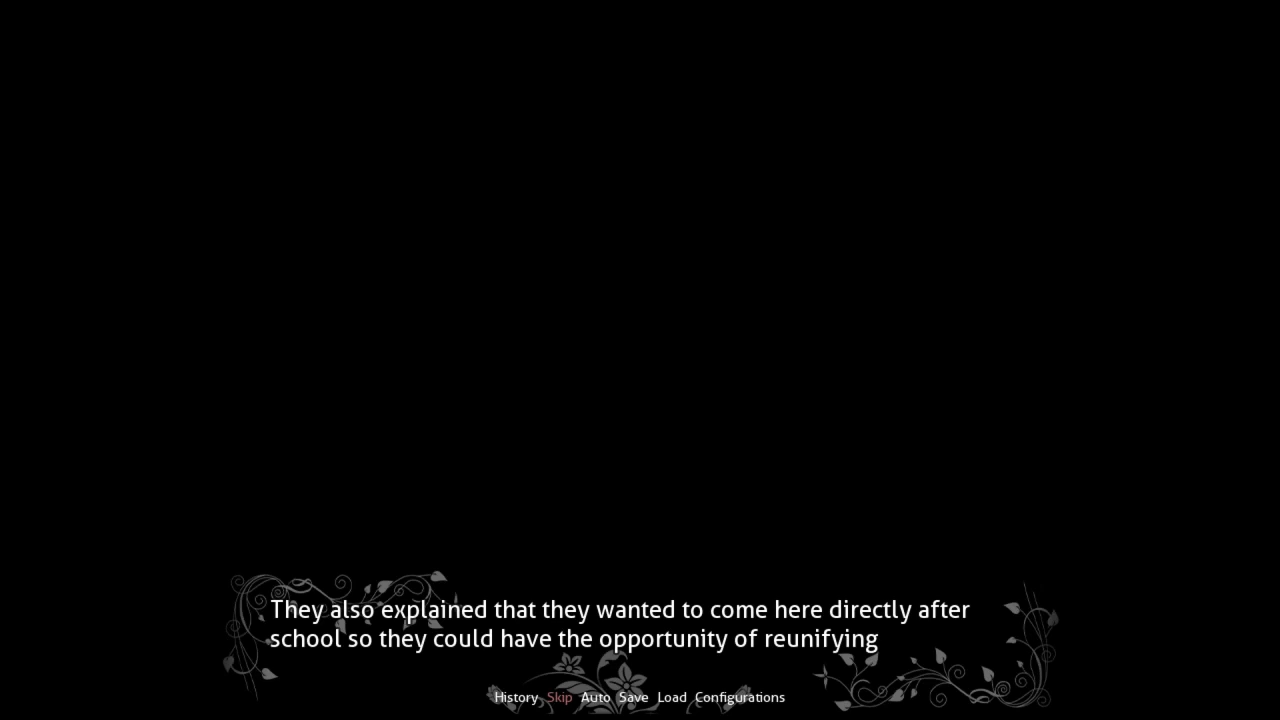 They also explained that they wanted to come here directly after
school so they could have the opportunity of reunifying
History Skip Auto Save Load Configurations